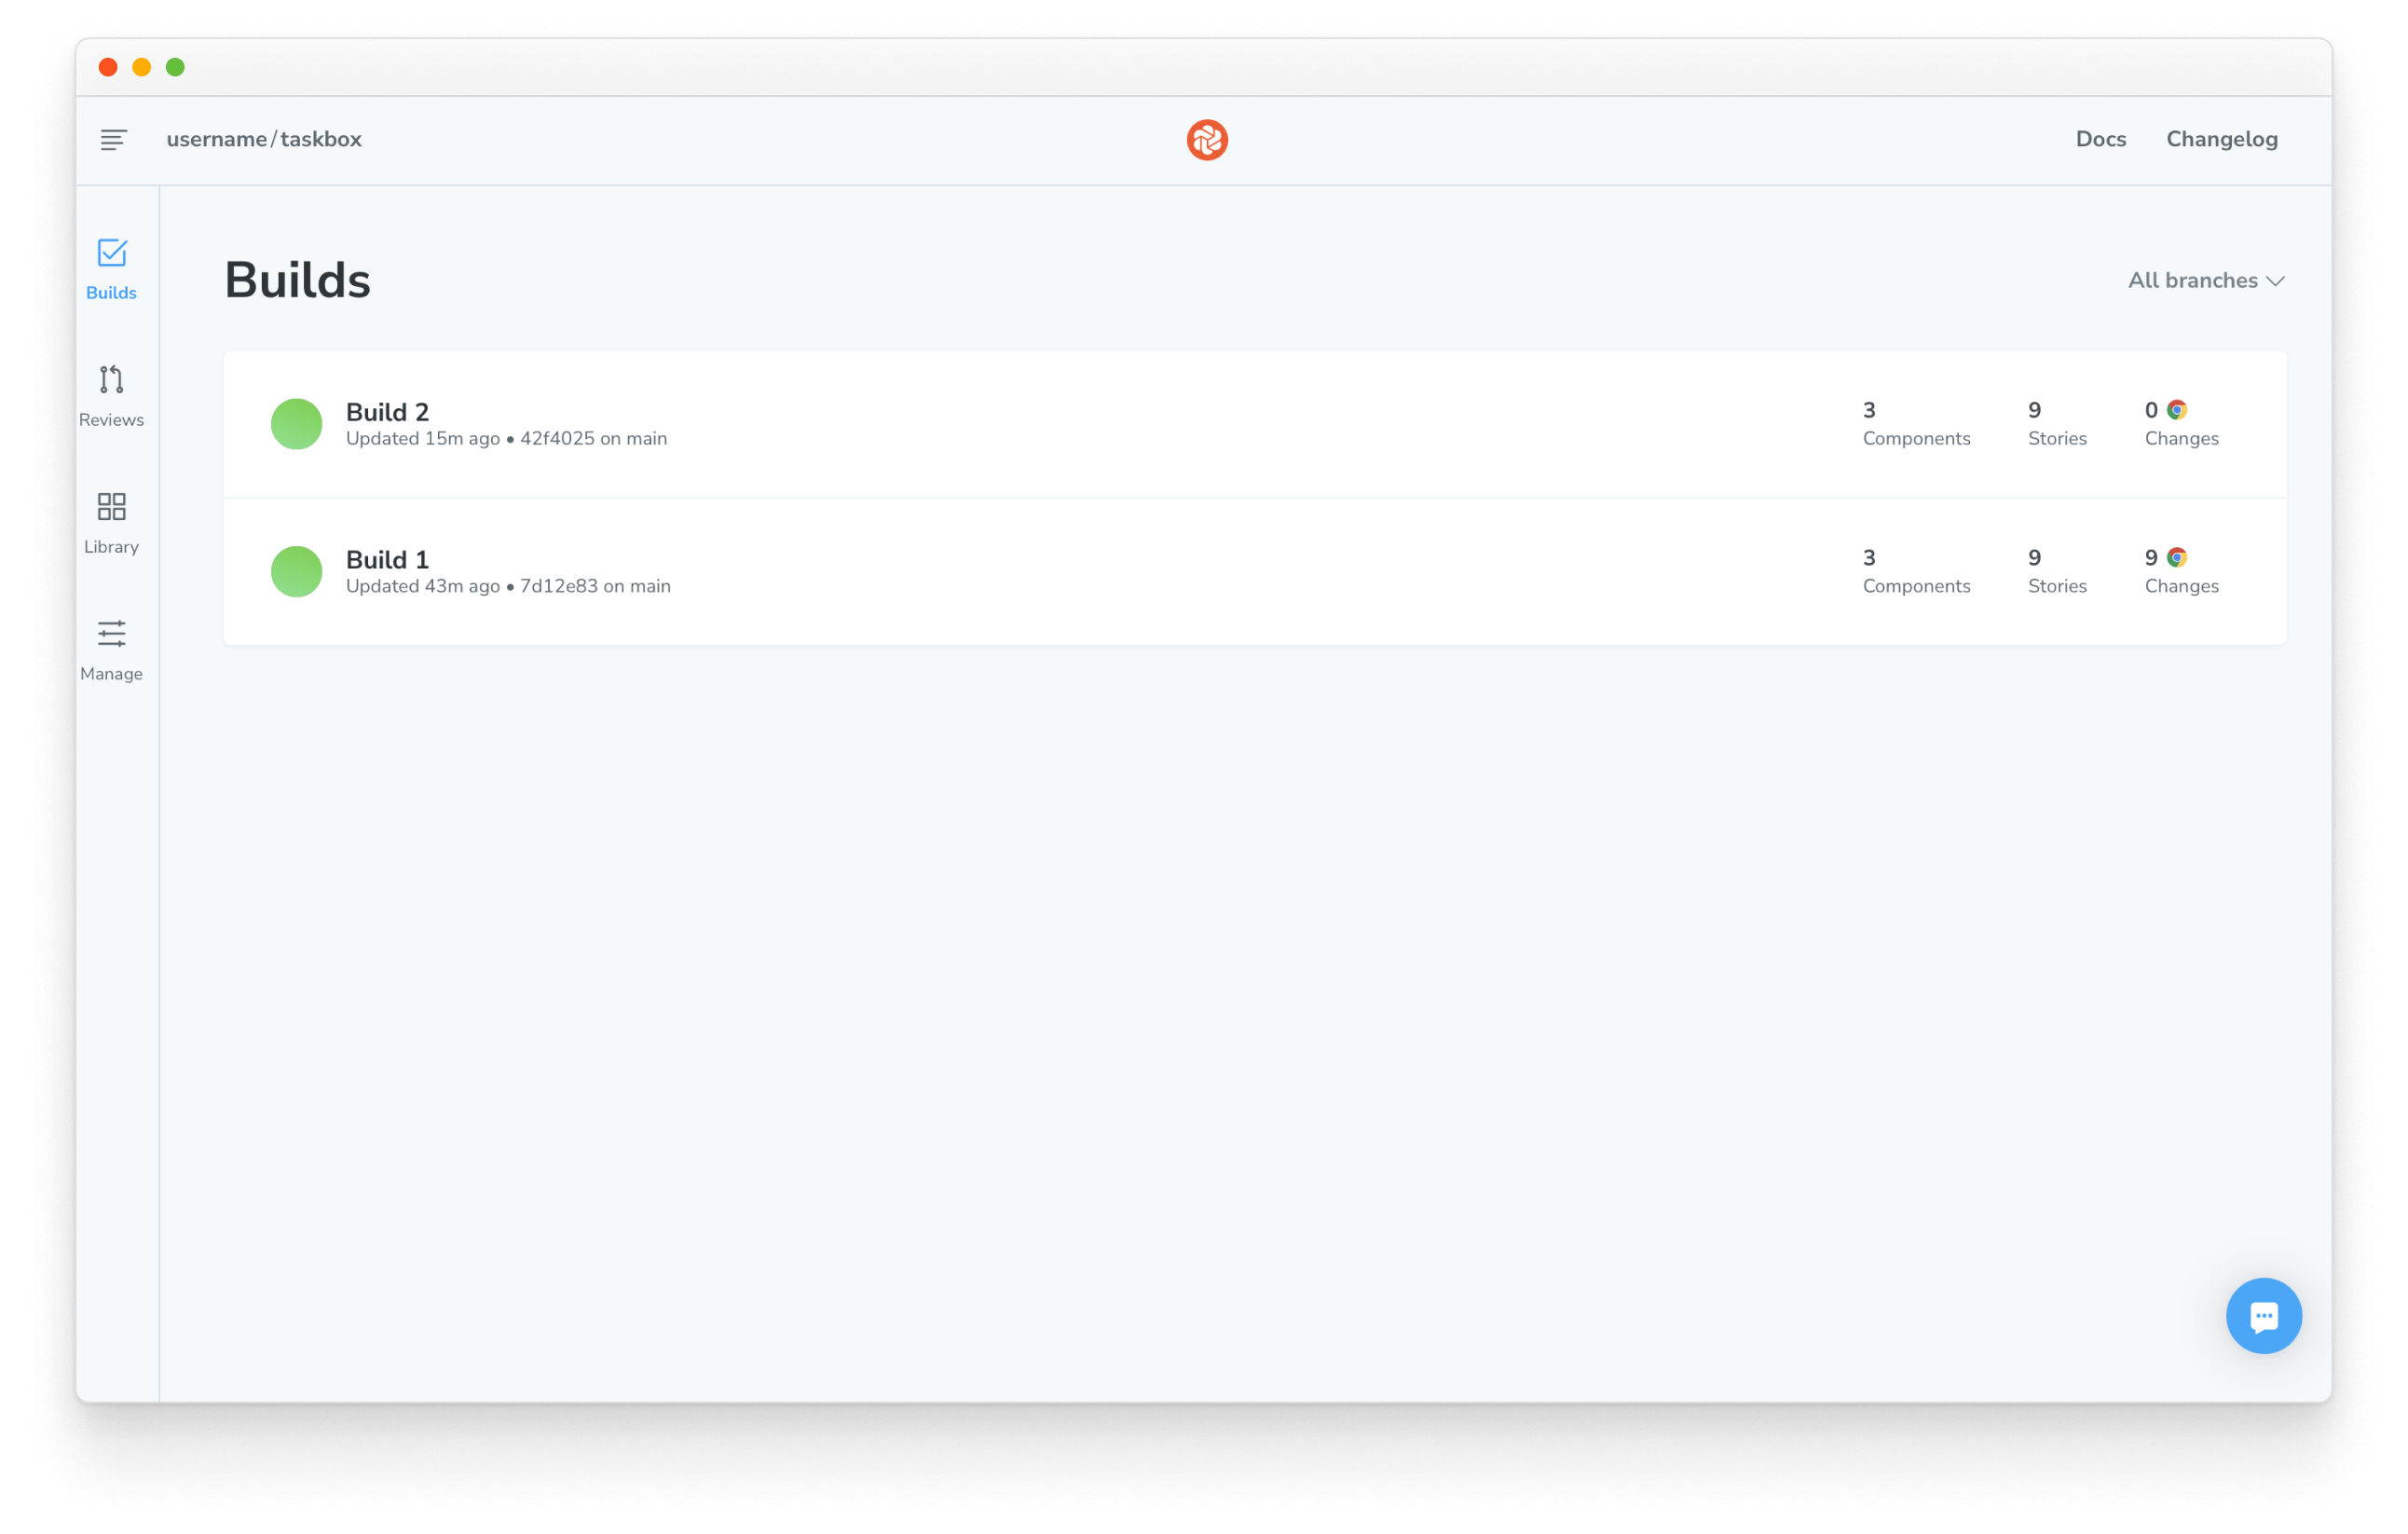 username/taskbox
Docs
Changelog
Builds
Reviews
Library
Manage
Builds
All branches
Build 2
Updated 15m ago • 42f4025 on main
3
Components
9
Stories
0
Changes
Build 1
Updated 43m ago • 7d12e83 on main
3
Components
9
Stories
9
Changes